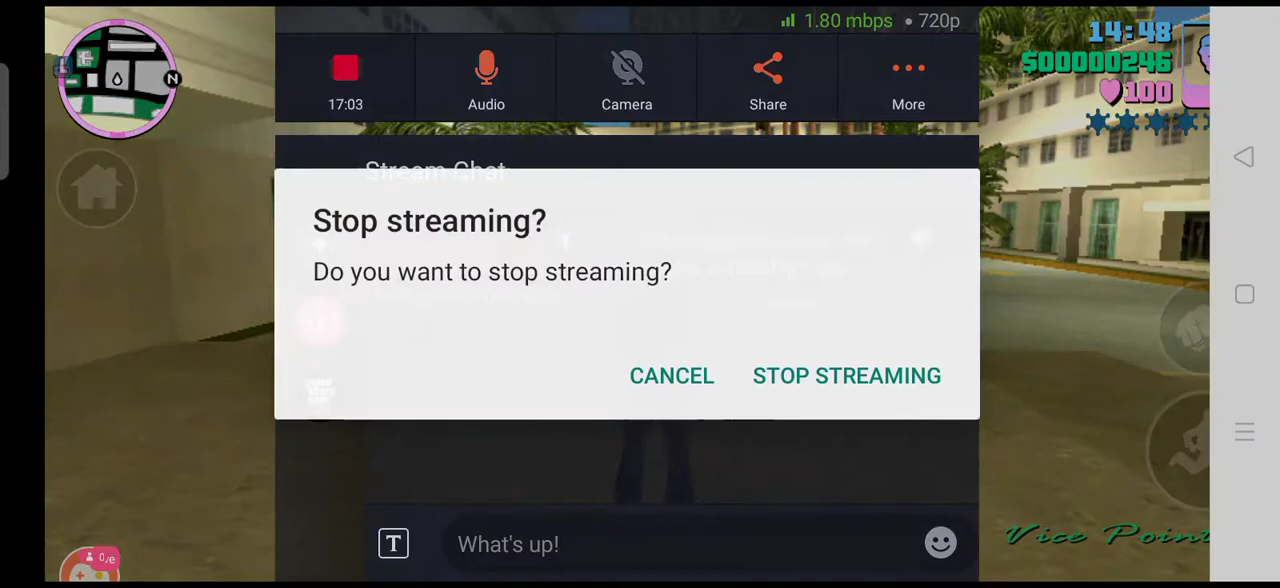 1.80 mbps • 720p
14:48
$00000246
100
N
L
17:03
Audio
Camera
Share
More
Stream Chat
Stop streaming?
Do you want to stop streaming?
CANCEL
STOP STREAMING
T
What's up!
Vice Point